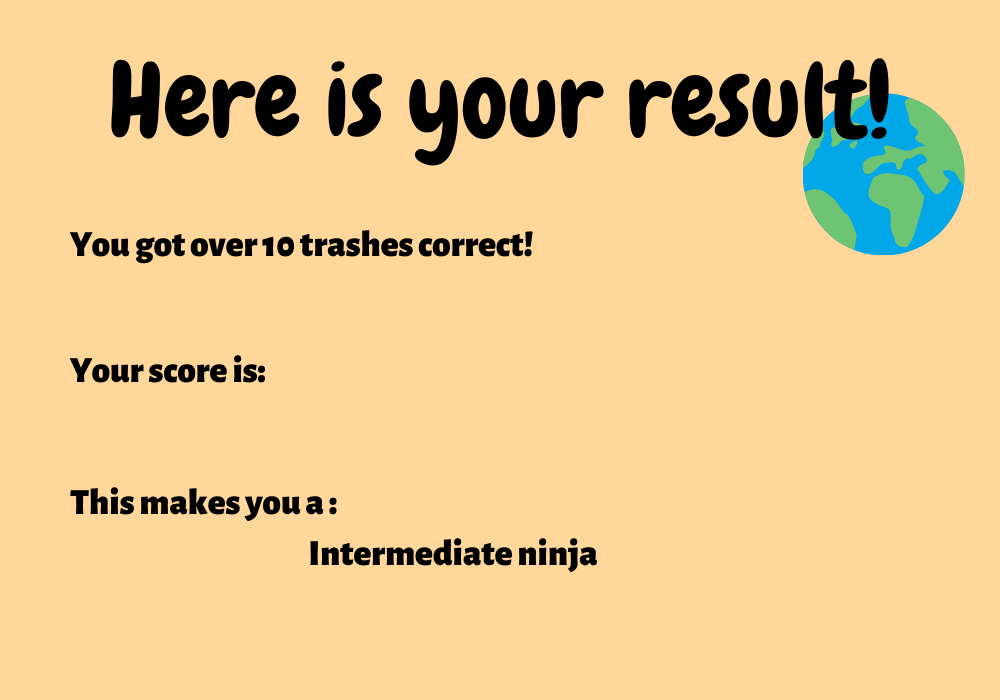 Here is your result!
You got over 10 trashes correct!
Your score is:
This makes you a :
Intermediate ninja